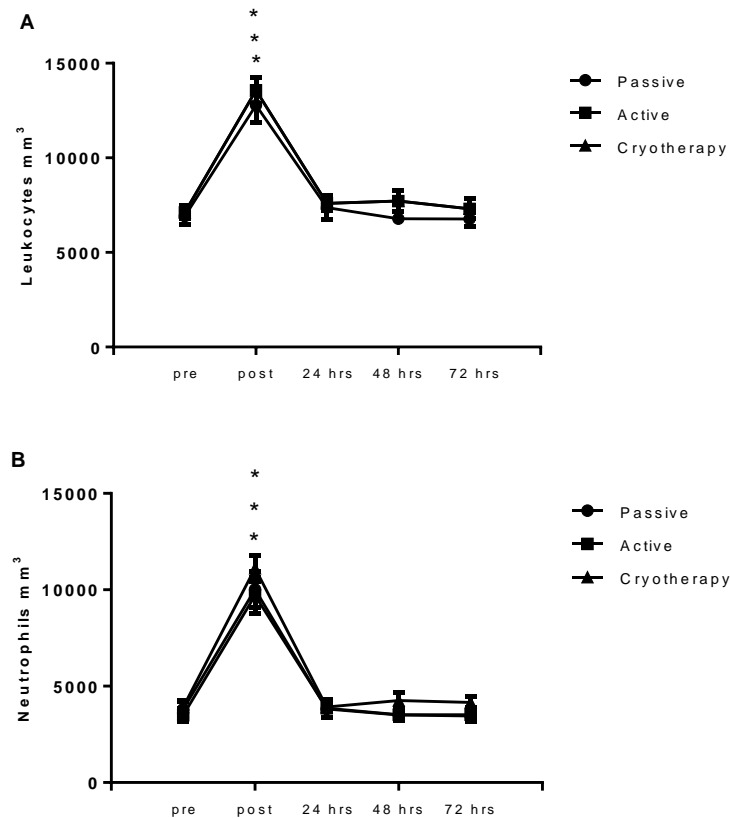 A
*
*
*
15000
10000
5000
0
Leukocytes mm³
pre post 24 hrs 48 hrs 72 hrs
Passive
Active
Cryotherapy
B
*
*
*
15000
10000
5000
0
Neutrophils mm³
pre post 24 hrs 48 hrs 72 hrs
Passive
Active
Cryotherapy